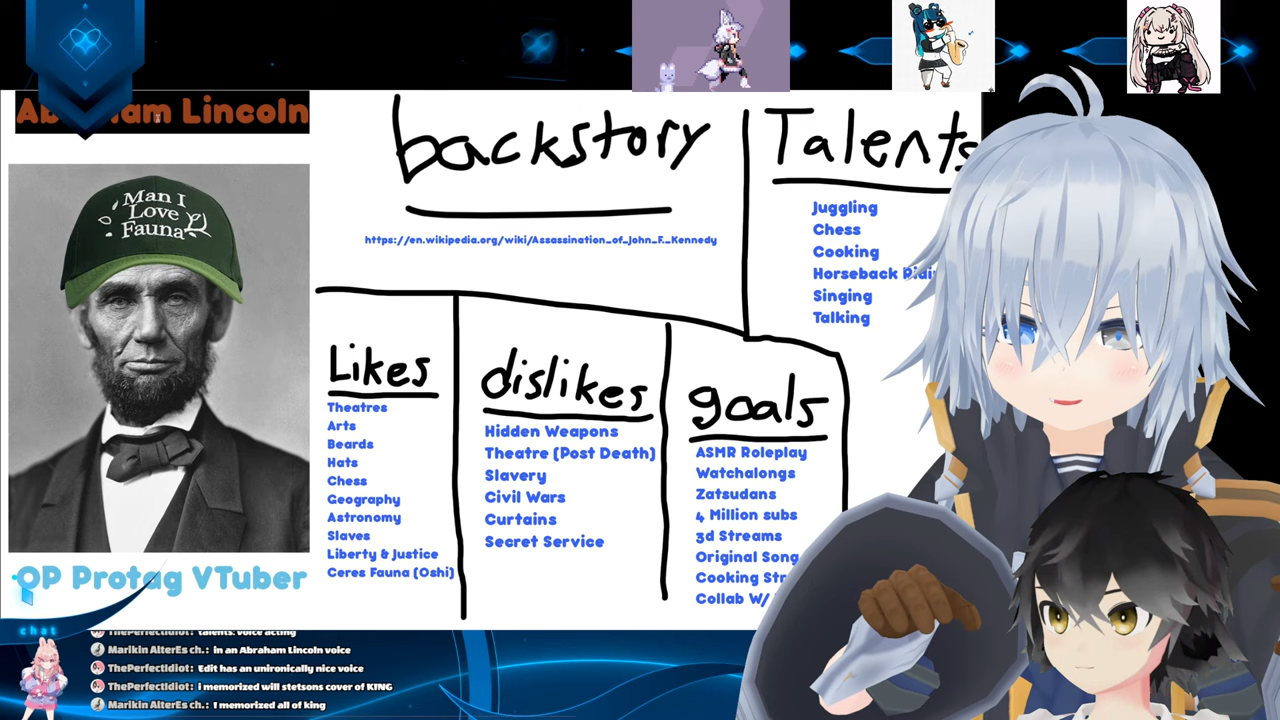 Abraham Lincoln
Man I
Love
Fauna
OP Protag VTuber
backstory
https://en.wikipedia.org/wiki/Assassination_of_John_F._Kennedy
Talents
Juggling
Chess
Cooking
Horseback Ridin
Singing
Talking
Likes
Theatres
Arts
Beards
Hats
Chess
Geography
Astronomy
Slaves
Liberty & Justice
Ceres Fauna (Oshi)
dislikes
Hidden Weapons
Theatre (Post Death)
Slavery
Civil Wars
Curtains
Secret Service
goals
ASMR Roleplay
Watchalongs
Zatsudans
4 Million subs
3d Streams
Original Song
Cooking Str
Collab W/
chat
ThePerfectIdiot: talents: voice acting
Marikin AlterEs ch.: in an Abraham Lincoln voice
ThePerfectIdiot: Edit has an unironically nice voice
ThePerfectIdiot: i memorized will stetsons cover of KING
Marikin AlterEs ch.: I memorized all of king